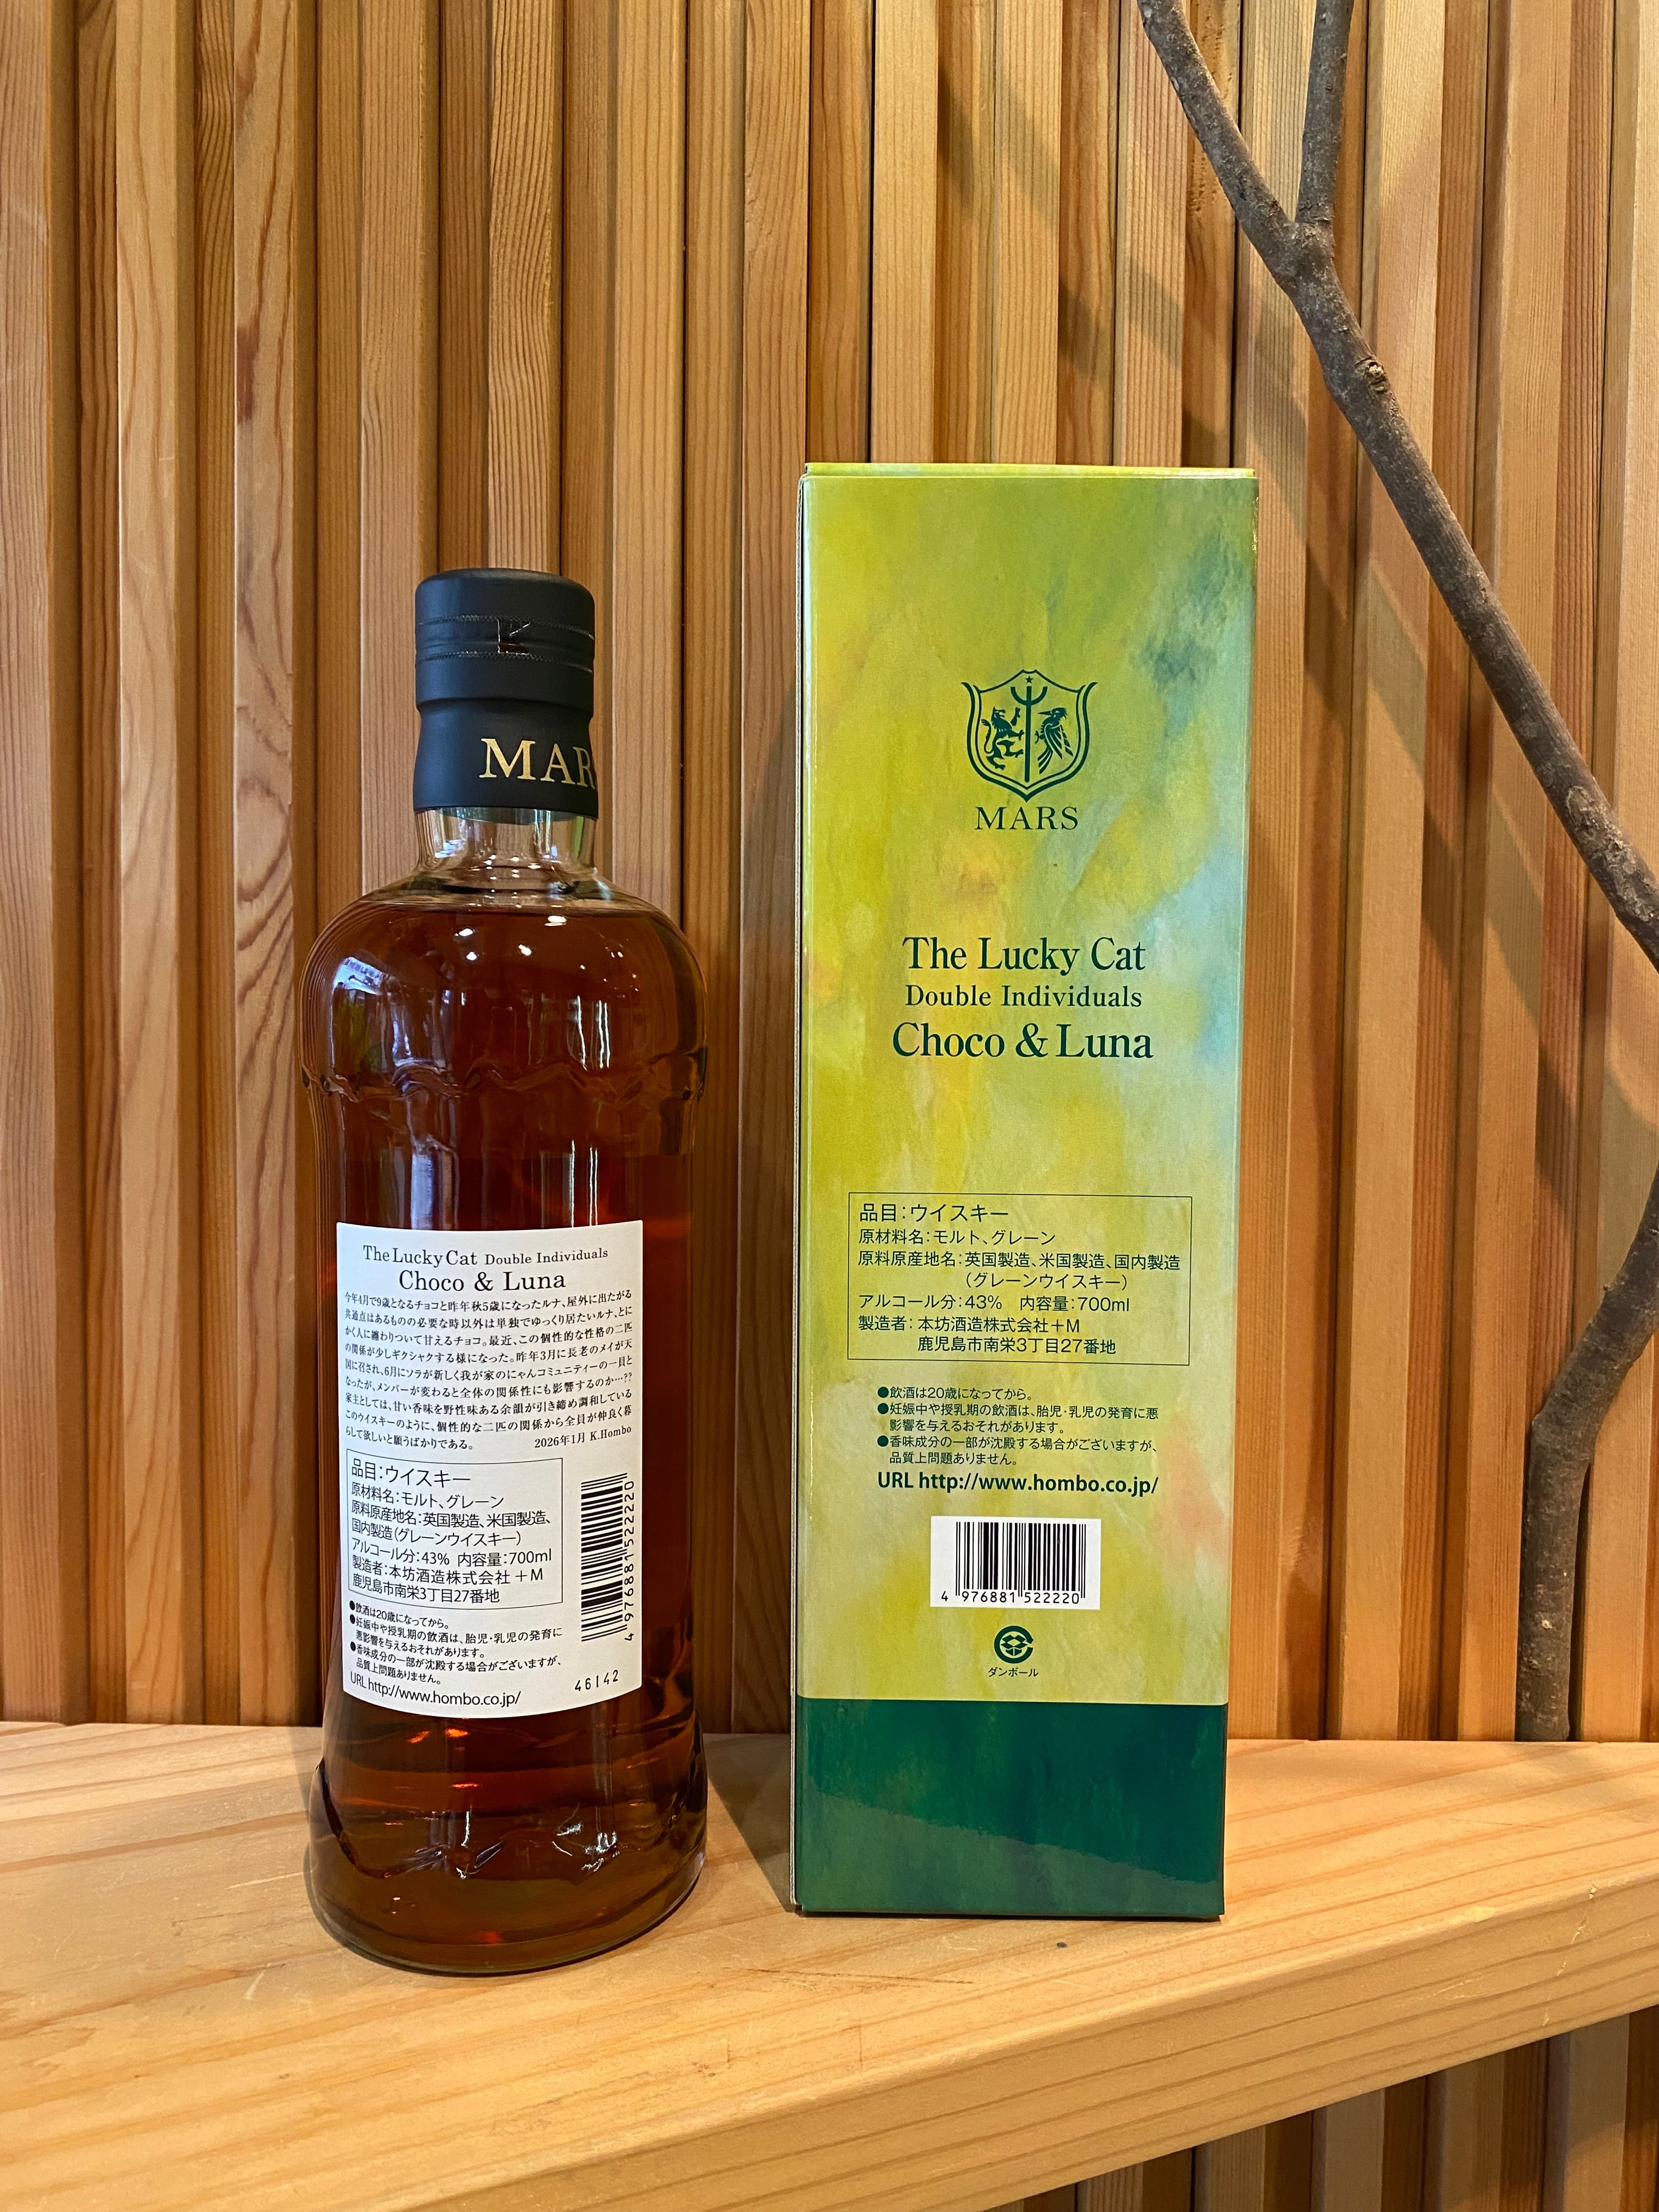 MAR
The Lucky Cat Double Individuals
Choco & Luna
今年4月で9歳となるチョコと昨年秋5歳になったルナ、屋外に出たがる
共通点はあるものの必要な時以外は単独でゆっくり居たいルナ、とに
かく人に纏わりついて甘えるチョコ。最近、この個性的な性格の二匹
の関係が少しギクシャクする様になった。昨年3月に長老のメイが天
国に召され、6月にソラが新しく我が家のにゃんコミュニティーの一員と
なったが、メンバーが変わると全体の関係性にも影響するのか…??
家主としては、甘い香味を野性味ある余韻が引き締め調和している
このウイスキーのように、個性的な二匹の関係から全員が仲良く暮
らして欲しいと願うばかりである。
2026年1月 K.Hombo
品目:ウイスキー
原材料名:モルト、グレーン
原料原産地名:英国製造、米国製造、
国内製造(グレーンウイスキー)
アルコール分:43% 内容量:700ml
製造者:本坊酒造株式会社 +M
鹿児島市南栄3丁目27番地
●飲酒は20歳になってから。
●妊娠中や授乳期の飲酒は、胎児・乳児の発育に
悪影響を与えるおそれがあります。
●香味成分の一部が沈殿する場合がございますが、
品質上問題ありません。
URL http://www.hombo.co.jp/
4 976881 522220
46142
MARS
The Lucky Cat
Double Individuals
Choco & Luna
品目:ウイスキー
原材料名:モルト、グレーン
原料原産地名:英国製造、米国製造、国内製造
(グレーンウイスキー)
アルコール分:43% 内容量:700ml
製造者:本坊酒造株式会社+M
鹿児島市南栄3丁目27番地
●飲酒は20歳になってから。
●妊娠中や授乳期の飲酒は、胎児・乳児の発育に悪
影響を与えるおそれがあります。
●香味成分の一部が沈殿する場合がございますが、
品質上問題ありません。
URL http://www.hombo.co.jp/
4 976881 522220
ダンボール